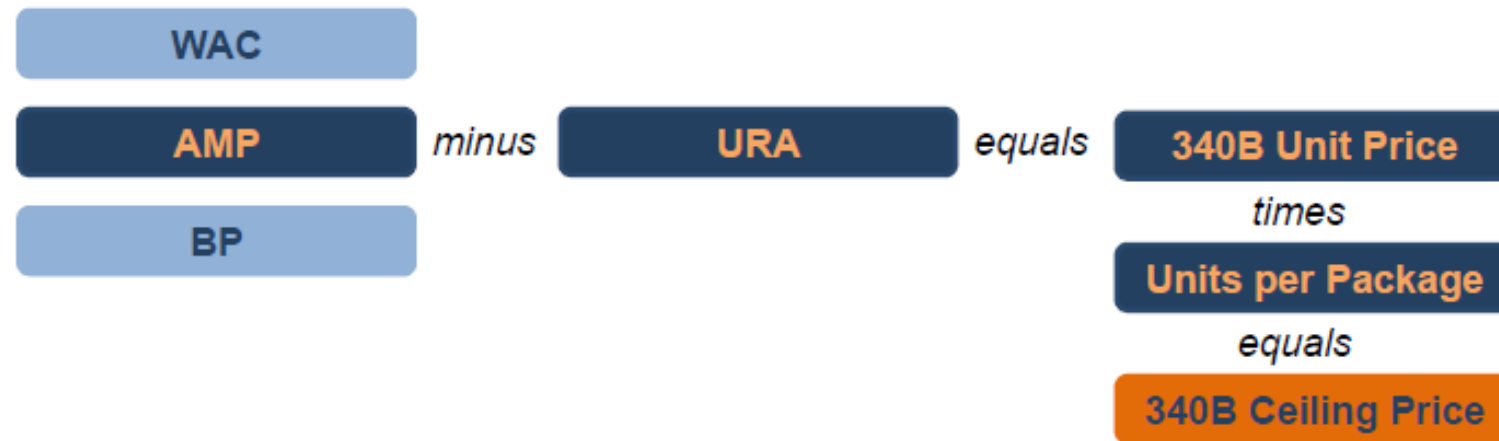 WAC
AMP minus URA equals 340B Unit Price
times
BP
Units per Package
equals
340B Ceiling Price